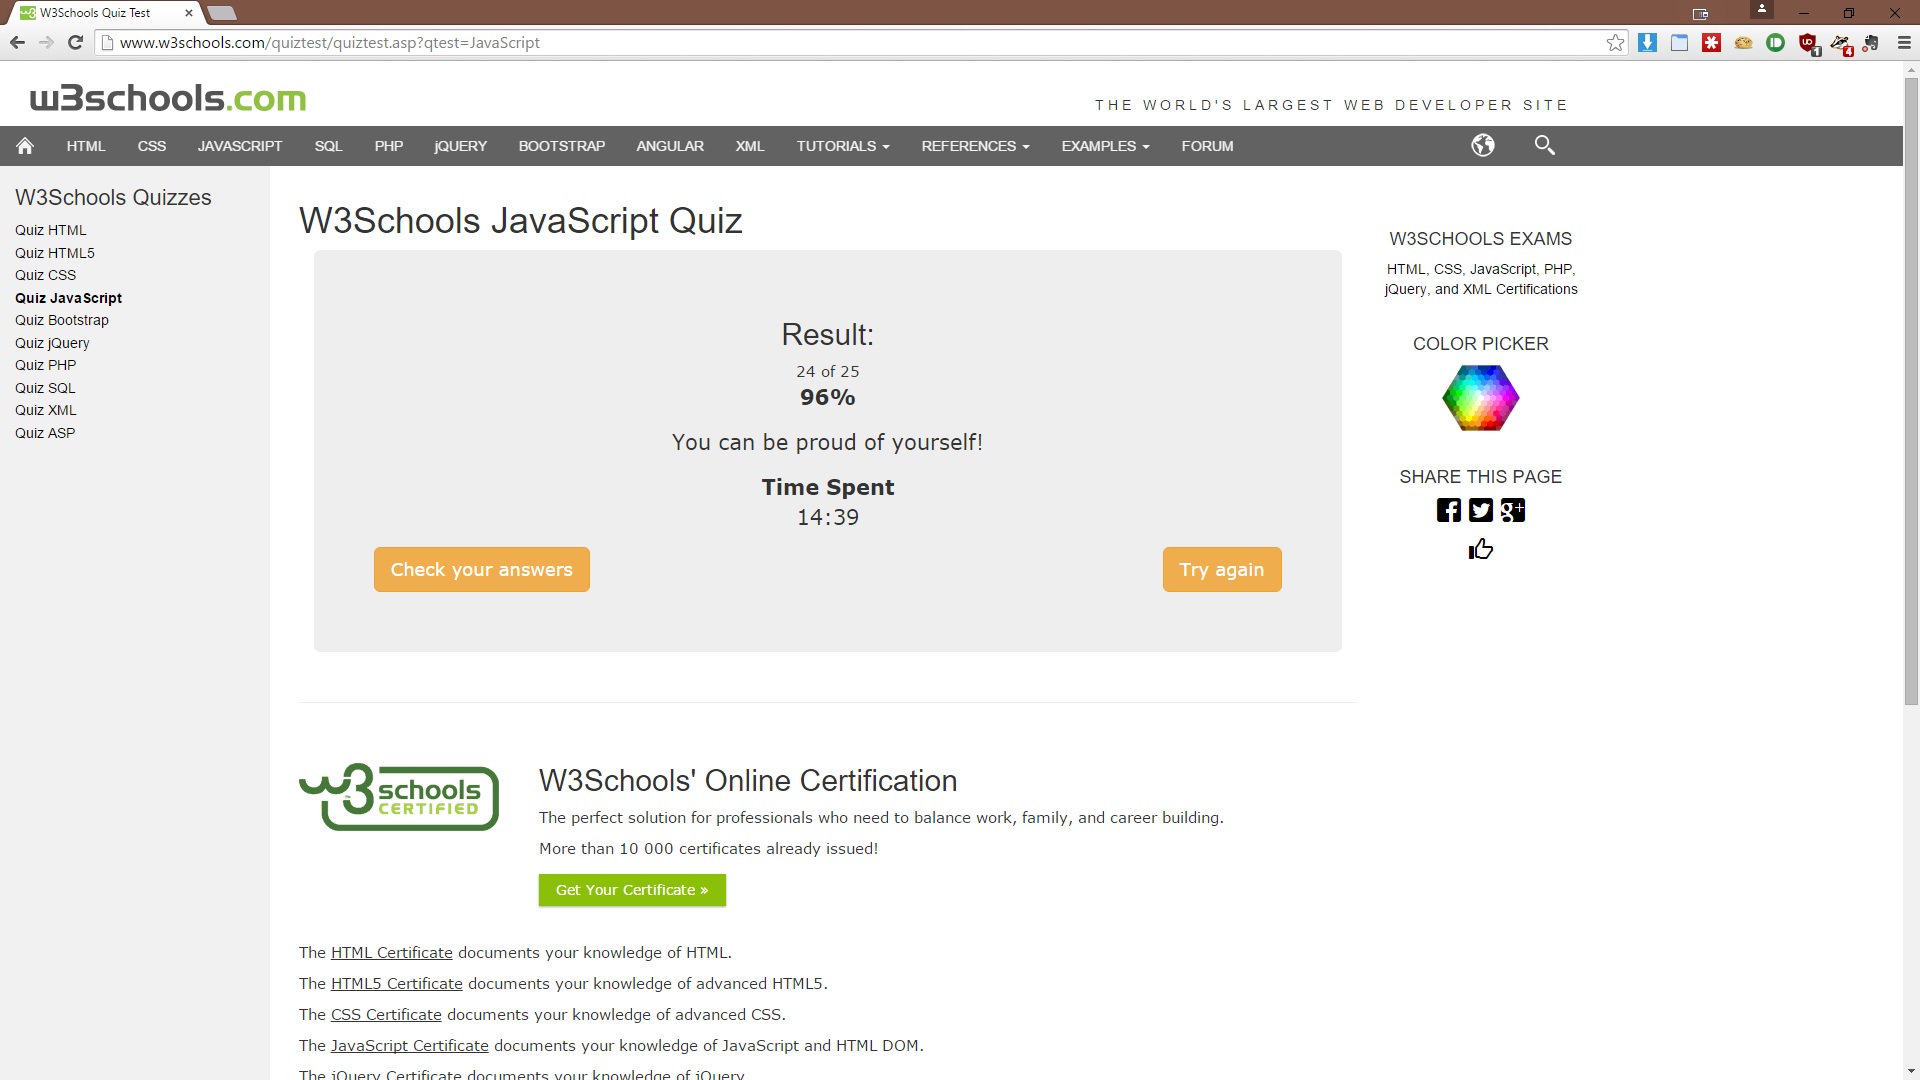 W3Schools Quiz Test
www.w3schools.com/quiztest/quiztest.asp?qtest=JavaScript
1
4
w3schools.com
THE WORLD'S LARGEST WEB DEVELOPER SITE
HTML CSS JAVASCRIPT SQL PHP jQUERY BOOTSTRAP ANGULAR XML TUTORIALS REFERENCES EXAMPLES FORUM
W3Schools Quizzes
Quiz HTML
Quiz HTML5
Quiz CSS
Quiz JavaScript
Quiz Bootstrap
Quiz jQuery
Quiz PHP
Quiz SQL
Quiz XML
Quiz ASP
W3Schools JavaScript Quiz
Result:
24 of 25
96%
You can be proud of yourself!
Time Spent
14:39
Check your answers
Try again
W3SCHOOLS EXAMS
HTML, CSS, JavaScript, PHP,
jQuery, and XML Certifications
COLOR PICKER
SHARE THIS PAGE
w3schools
CERTIFIED
W3Schools' Online Certification
The perfect solution for professionals who need to balance work, family, and career building.
More than 10 000 certificates already issued!
Get Your Certificate »
The HTML Certificate documents your knowledge of HTML.
The HTML5 Certificate documents your knowledge of advanced HTML5.
The CSS Certificate documents your knowledge of advanced CSS.
The JavaScript Certificate documents your knowledge of JavaScript and HTML DOM.
The jQuery Certificate documents your knowledge of jQuery.